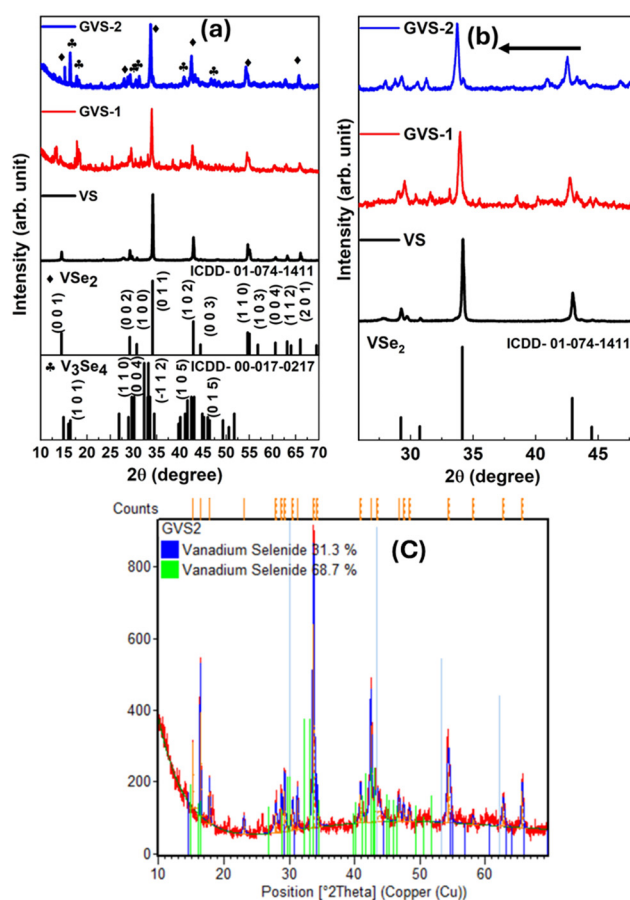 GVS-2
(a)
GVS-1
VS
VSe2
ICDD- 01-074-1411
(0 0 1)
(0 0 2)
(1 0 0)
(0 1 1)
(1 0 2)
(0 0 3)
(1 1 0)
(1 0 3)
(0 0 4)
(1 1 2)
(2 0 1)
V3Se4
ICDD- 00-017-0217
(1 0 1)
(1 1 0)
(0 0 4)
(-1 1 2)
(1 0 5)
(0 1 5)
10 15 20 25 30 35 40 45 50 55 60 65 70
2θ (degree)
Intensity (arb. unit)
GVS-2
(b)
GVS-1
VS
VSe2
ICDD- 01-074-1411
30 35 40 45
2θ (degree)
Intensity (arb. unit)
Counts
GVS2
Vanadium Selenide 31.3 %
Vanadium Selenide 68.7 %
(C)
800
600
400
200
0
10 20 30 40 50 60
Position [°2Theta] (Copper (Cu))